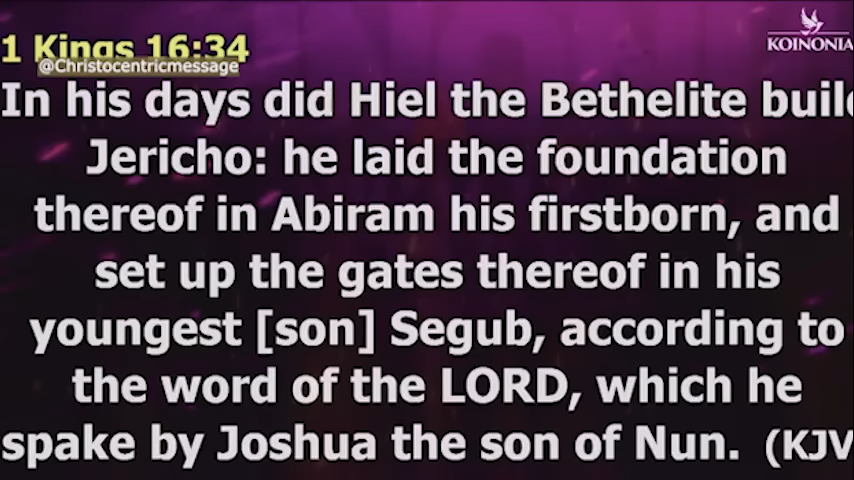 1 Kings 16:34
KOINONIA
@Christocentricmessage
In his days did Hiel the Bethelite build
Jericho: he laid the foundation
thereof in Abiram his firstborn, and
set up the gates thereof in his
youngest [son] Segub, according to
the word of the LORD, which he
spake by Joshua the son of Nun. (KJV